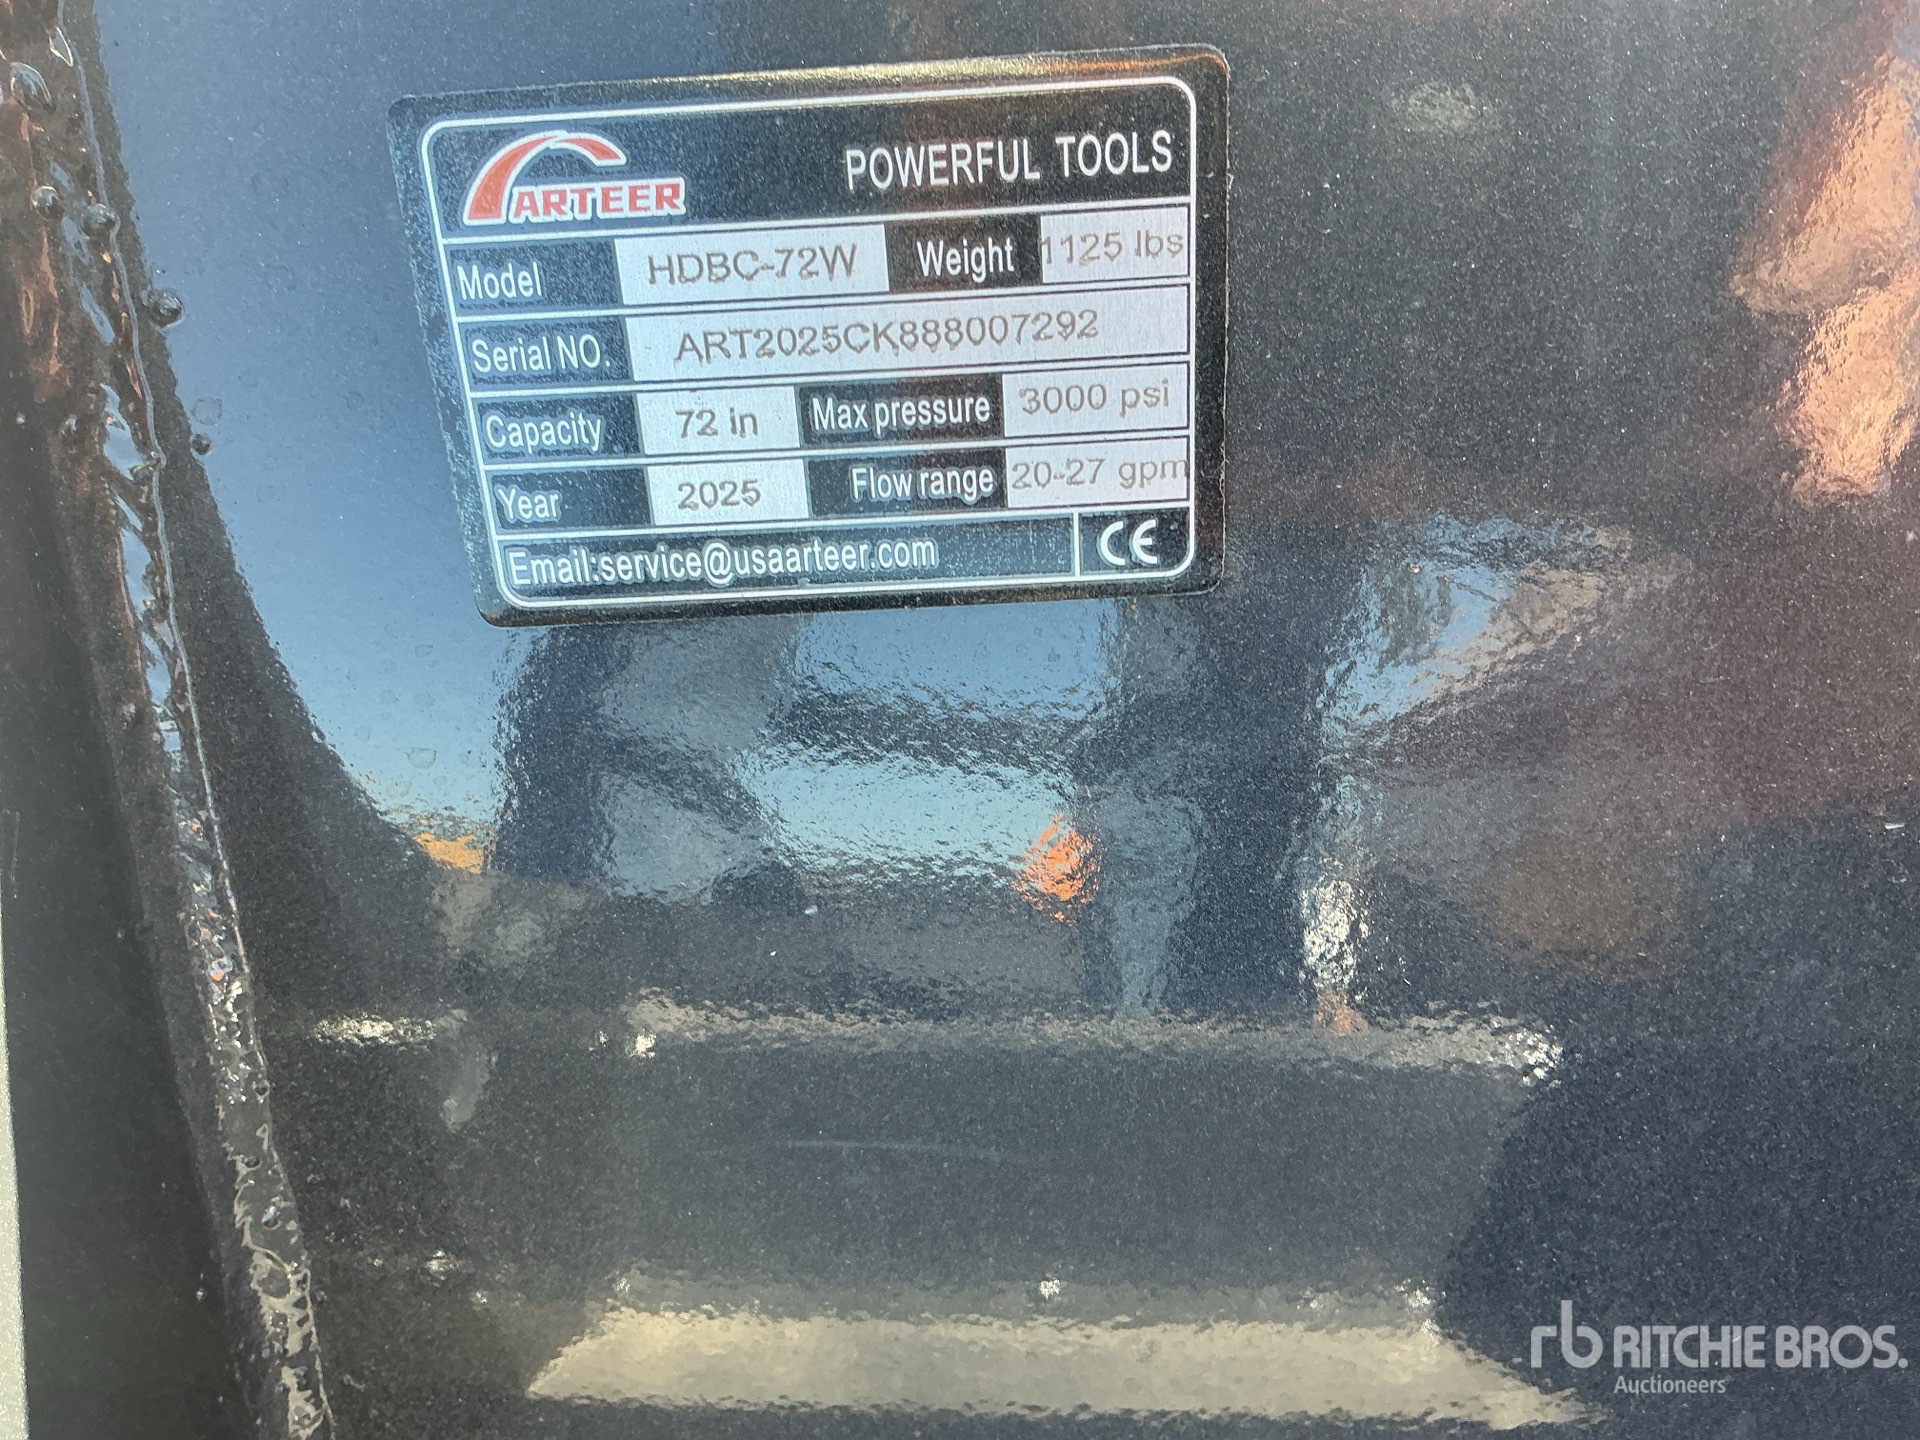 ARTEER POWERFUL TOOLS
Model HDBC-72W Weight 1125 lbs
Serial NO. ART2025CK888007292
Capacity 72 in Max pressure 3000 psi
Year 2025 Flow range 20-27 gpm
Email:service@usaarteer.com CE
rb RITCHIE BROS.
Auctioneers